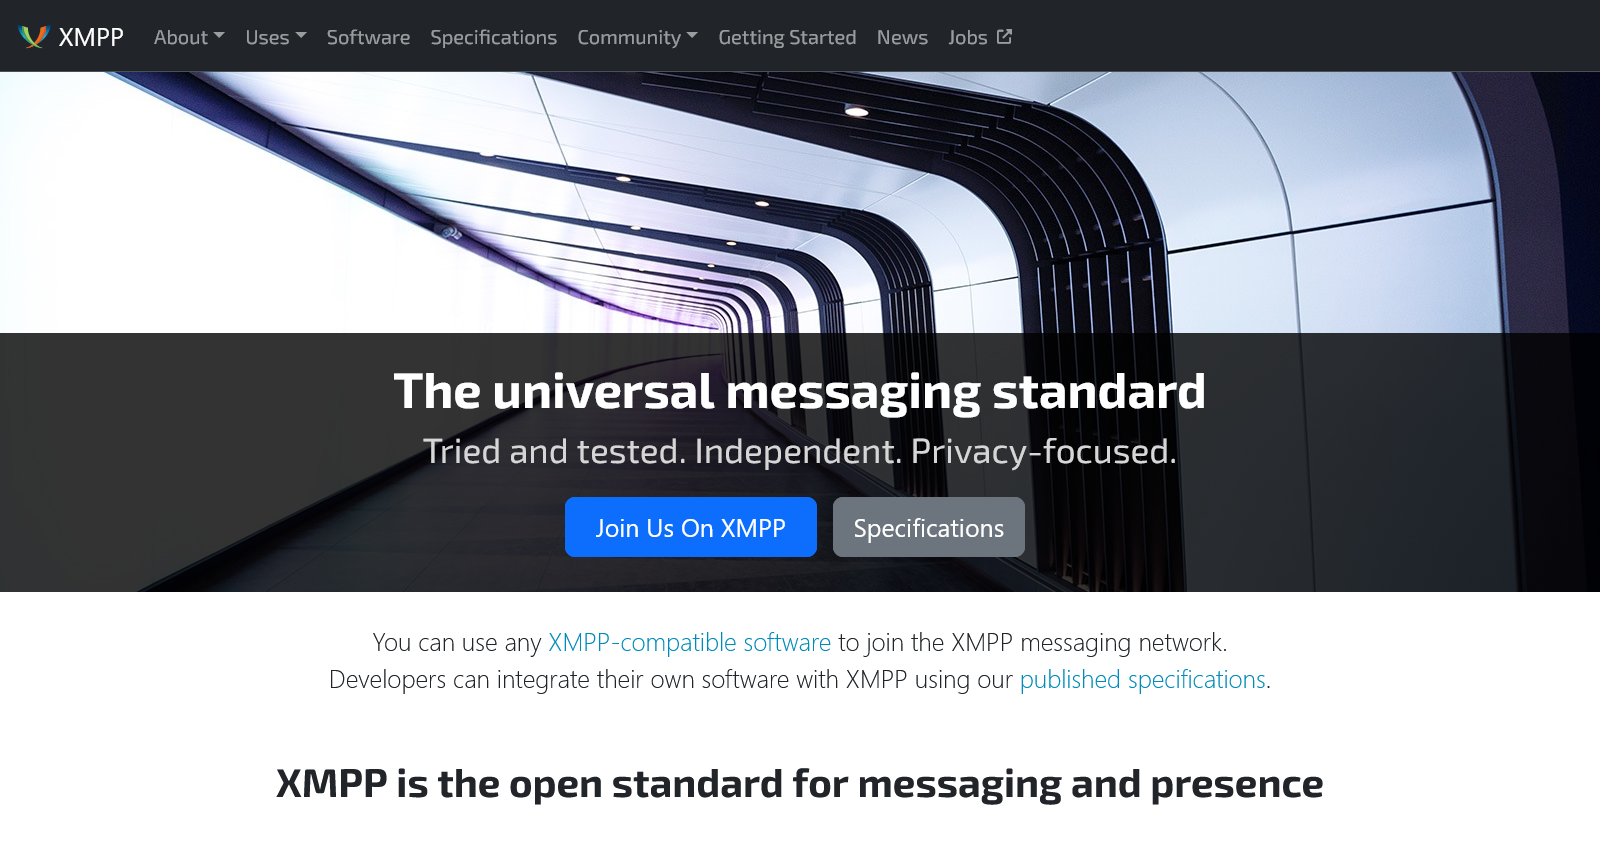 XMPP About Uses Software Specifications Community Getting Started News Jobs
The universal messaging standard
Tried and tested. Independent. Privacy-focused.
Join Us On XMPP Specifications
You can use any XMPP-compatible software to join the XMPP messaging network.
Developers can integrate their own software with XMPP using our published specifications.
XMPP is the open standard for messaging and presence